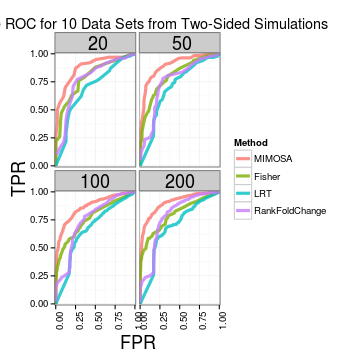 ROC for 10 Data Sets from Two-Sided Simulations
20 50
1.00
0.75
0.50
0.25
0.00
TPR
Method
MIMOSA
Fisher
LRT
RankFoldChange
100 200
1.00
0.75
0.50
0.25
0.00
0.00 0.25 0.50 0.75 1.00 0.00 0.25 0.50 0.75 1.00
FPR